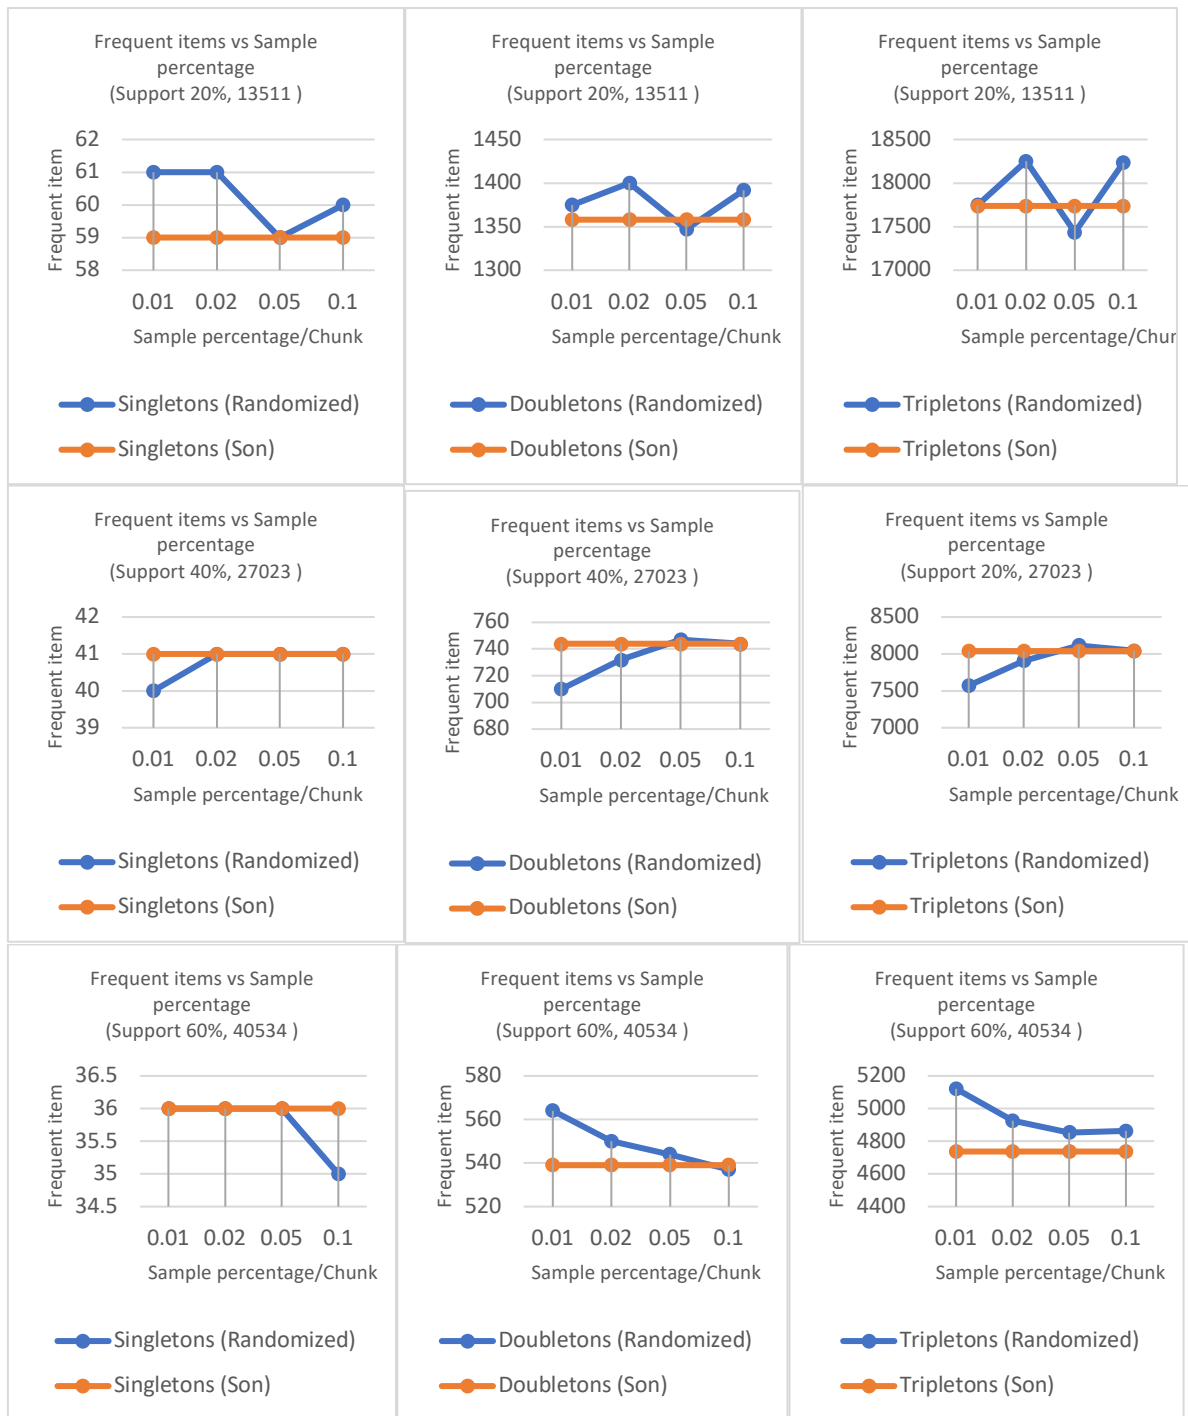 Frequent items vs Sample
percentage
(Support 20%, 13511 )
Frequent item
62
61
60
59
58
0.01 0.02 0.05 0.1
Sample percentage/Chunk
Singletons (Randomized)
Singletons (Son)
Frequent items vs Sample
percentage
(Support 20%, 13511 )
Frequent item
1450
1400
1350
1300
0.01 0.02 0.05 0.1
Sample percentage/Chunk
Doubletons (Randomized)
Doubletons (Son)
Frequent items vs Sample
percentage
(Support 20%, 13511 )
Frequent item
18500
18000
17500
17000
0.01 0.02 0.05 0.1
Sample percentage/Chur
Tripletons (Randomized)
Tripletons (Son)
Frequent items vs Sample
percentage
(Support 40%, 27023 )
Frequent item
42
41
40
39
0.01 0.02 0.05 0.1
Sample percentage/Chunk
Singletons (Randomized)
Singletons (Son)
Frequent items vs Sample
percentage
(Support 40%, 27023 )
Frequent item
760
740
720
700
680
0.01 0.02 0.05 0.1
Sample percentage/Chunk
Doubletons (Randomized)
Doubletons (Son)
Frequent items vs Sample
percentage
(Support 20%, 27023 )
Frequent item
8500
8000
7500
7000
0.01 0.02 0.05 0.1
Sample percentage/Chunk
Tripletons (Randomized)
Tripletons (Son)
Frequent items vs Sample
percentage
(Support 60%, 40534 )
Frequent item
36.5
36
35.5
35
34.5
0.01 0.02 0.05 0.1
Sample percentage/Chunk
Singletons (Randomized)
Singletons (Son)
Frequent items vs Sample
percentage
(Support 60%, 40534 )
Frequent item
580
560
540
520
0.01 0.02 0.05 0.1
Sample percentage/Chunk
Doubletons (Randomized)
Doubletons (Son)
Frequent items vs Sample
percentage
(Support 60%, 40534 )
Frequent item
5200
5000
4800
4600
4400
0.01 0.02 0.05 0.1
Sample percentage/Chunk
Tripletons (Randomized)
Tripletons (Son)